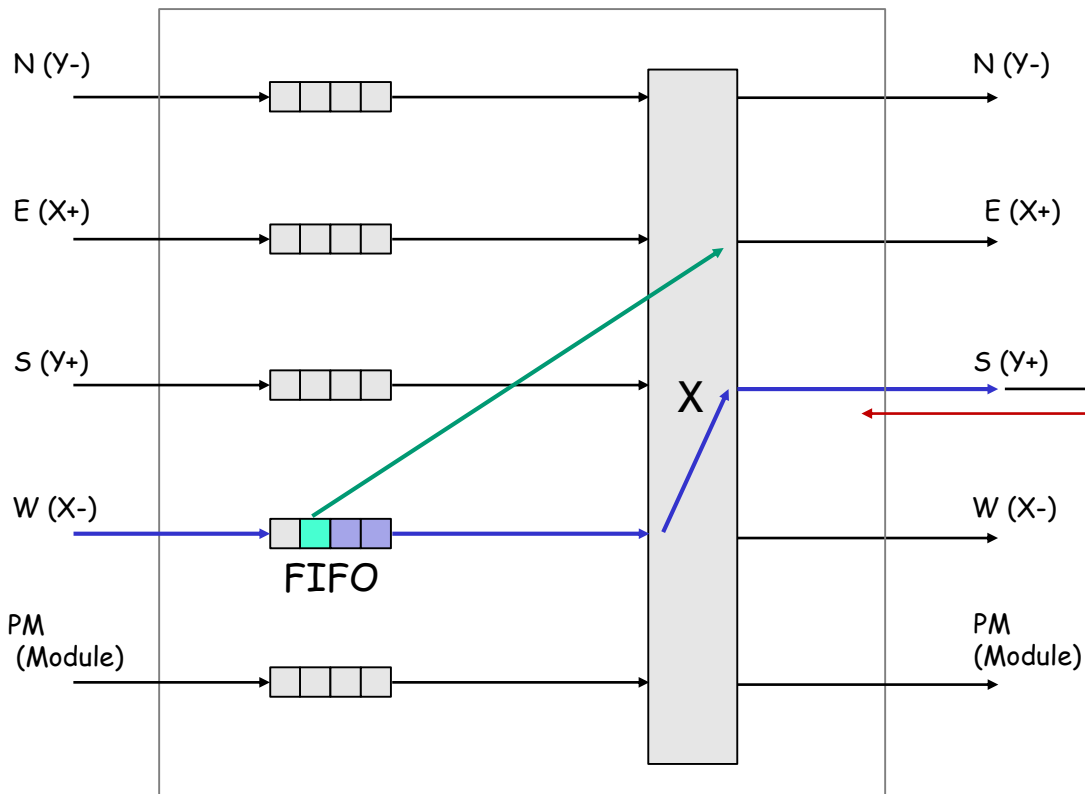 N (Y-)
N (Y-)
E (X+)
E (X+)
S (Y+)
S (Y+)
X
W (X-)
W (X-)
FIFO
PM
(Module)
PM
(Module)